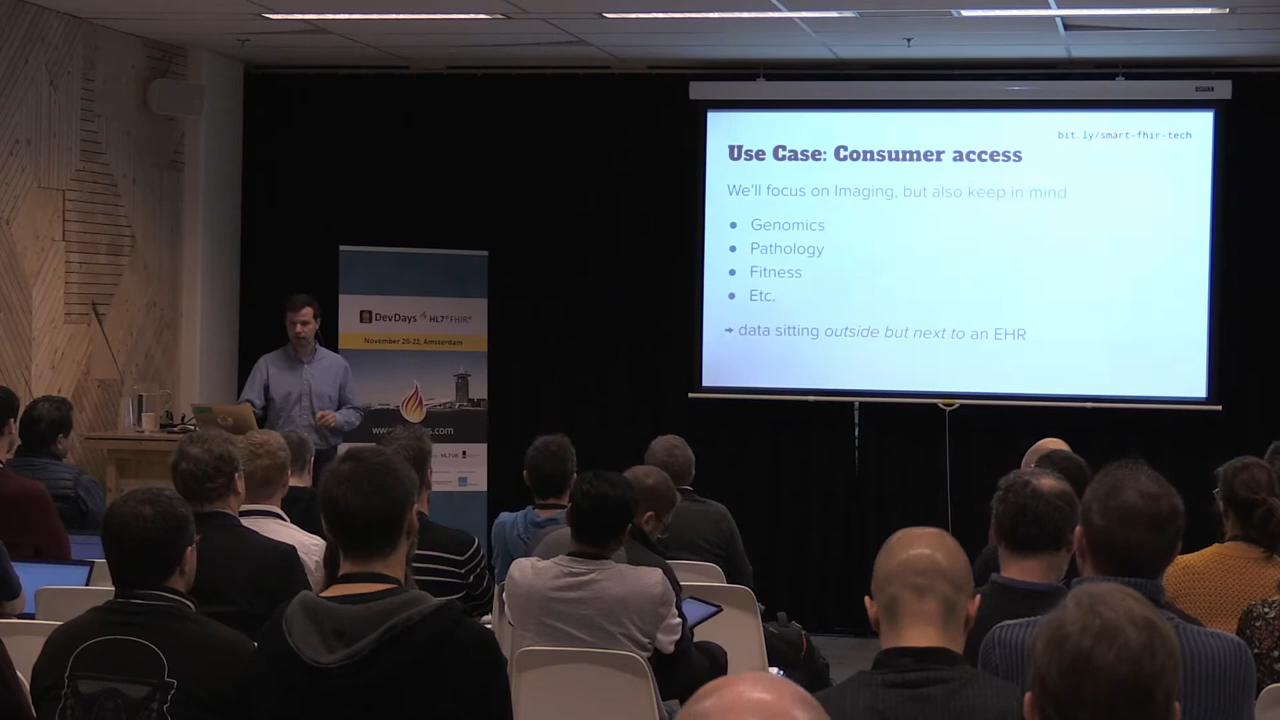 bit.ly/smart-fhir-tech
Use Case: Consumer access
We'll focus on Imaging, but also keep in mind
● Genomics
● Pathology
● Fitness
● Etc.
➔ data sitting outside but next to an EHR
DevDays HL7® FHIR®
November 20-22, Amsterdam